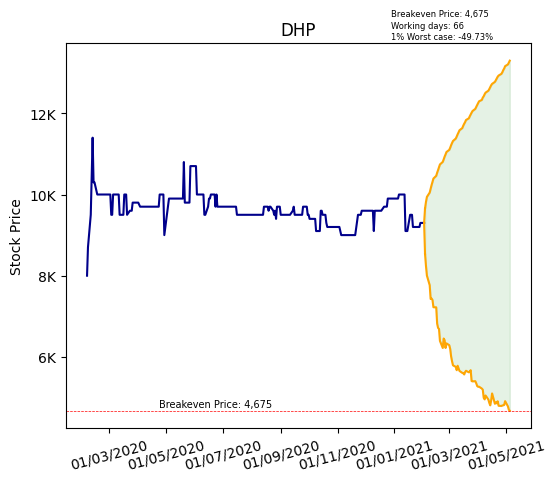 Breakeven Price: 4,675
Working days: 66
1% Worst case: -49.73%
DHP
Stock Price
12K
10K
8K
6K
Breakeven Price: 4,675
01/03/2020 01/05/2020 01/07/2020 01/09/2020 01/11/2020 01/01/2021 01/03/2021 01/05/2021